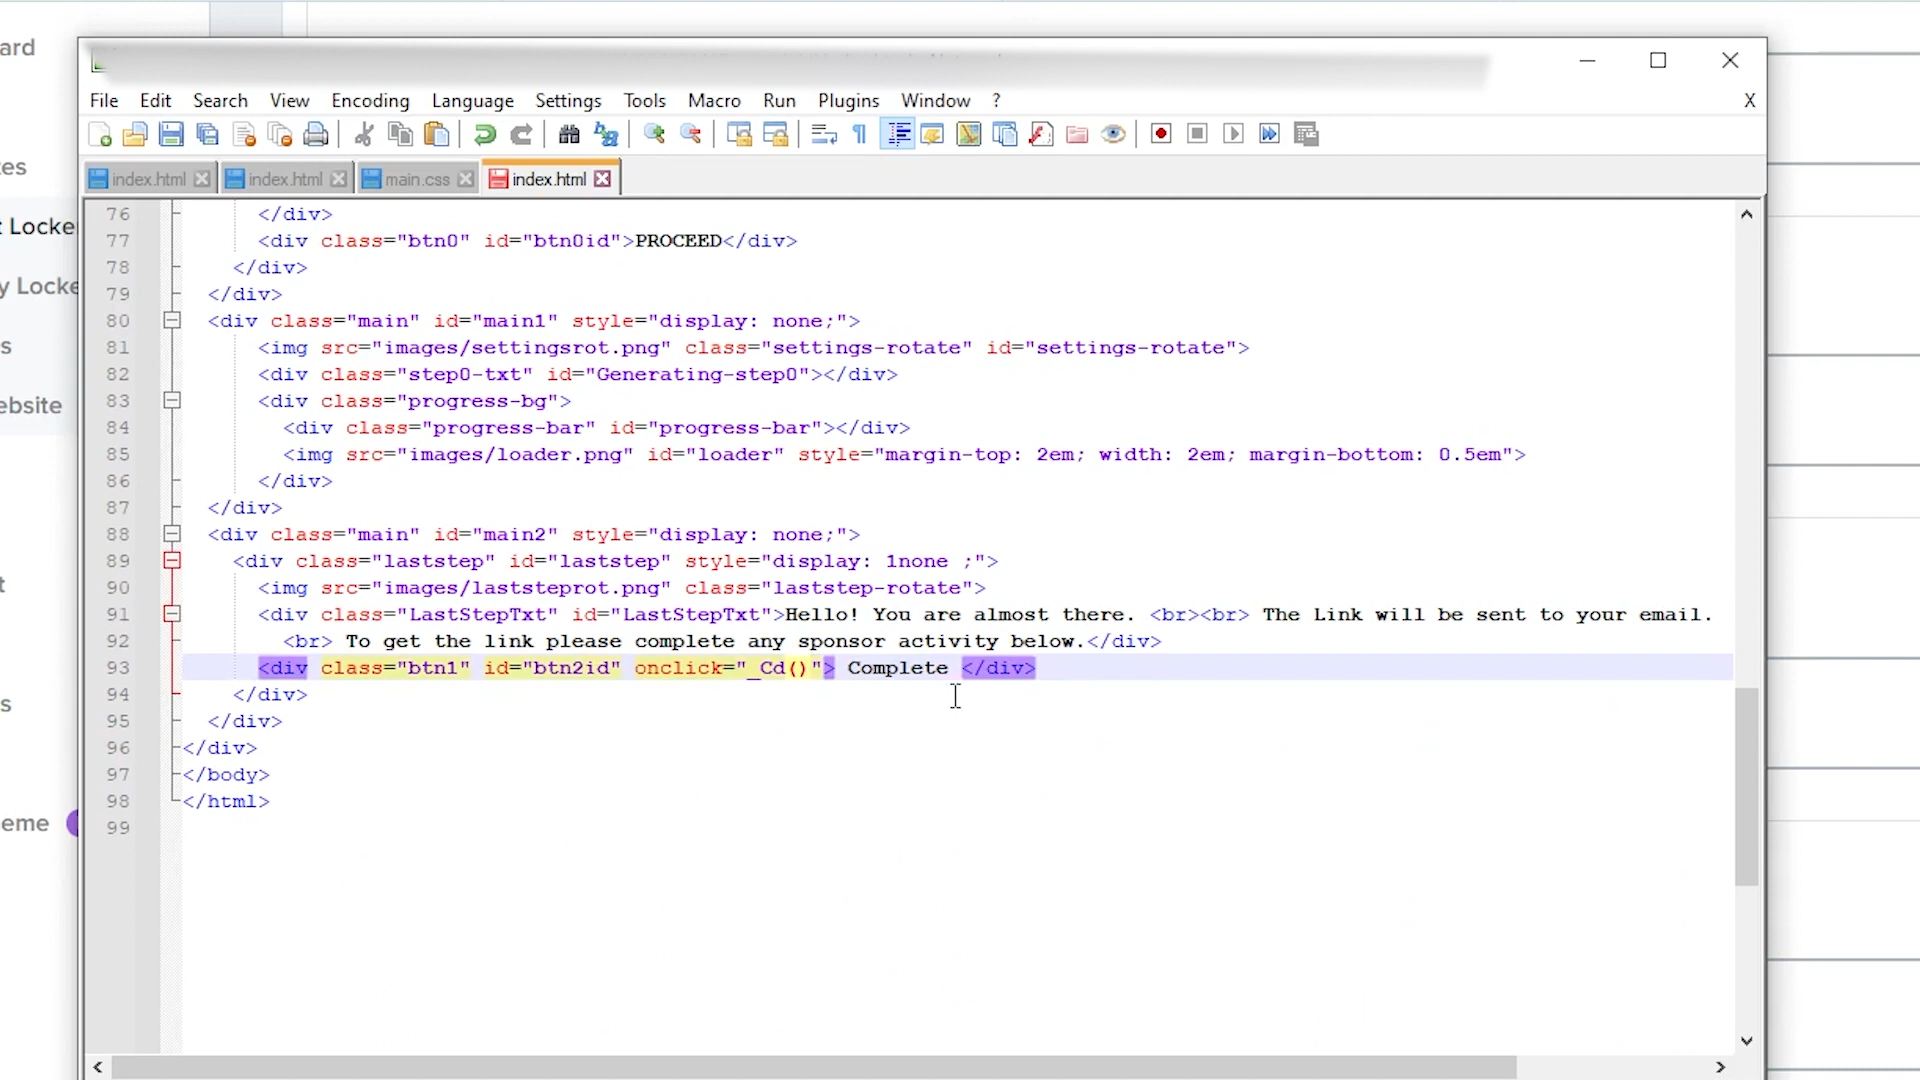 ard
tes
t Locke
y Locke
s
ebsite
t
s
eme
File Edit Search View Encoding Language Settings Tools Macro Run Plugins Window ? X
index.html index.html main.css index.html
76 </div>
77 <div class="btn0" id="btn0id">PROCEED</div>
78 </div>
79 </div>
80 <div class="main" id="main1" style="display: none;">
81 <img src="images/settingsrot.png" class="settings-rotate" id="settings-rotate">
82 <div class="step0-txt" id="Generating-step0"></div>
83 <div class="progress-bg">
84 <div class="progress-bar" id="progress-bar"></div>
85 <img src="images/loader.png" id="loader" style="margin-top: 2em; width: 2em; margin-bottom: 0.5em">
86 </div>
87 </div>
88 <div class="main" id="main2" style="display: none;">
89 <div class="laststep" id="laststep" style="display: 1none ;">
90 <img src="images/laststeprot.png" class="laststep-rotate">
91 <div class="LastStepTxt" id="LastStepTxt">Hello! You are almost there. <br><br> The Link will be sent to your email.
92 <br> To get the link please complete any sponsor activity below.</div>
93 <div class="btn1" id="btn2id" onclick="_Cd()"> Complete </div>
94 </div>
95 </div>
96 </div>
97 </body>
98 </html>
99